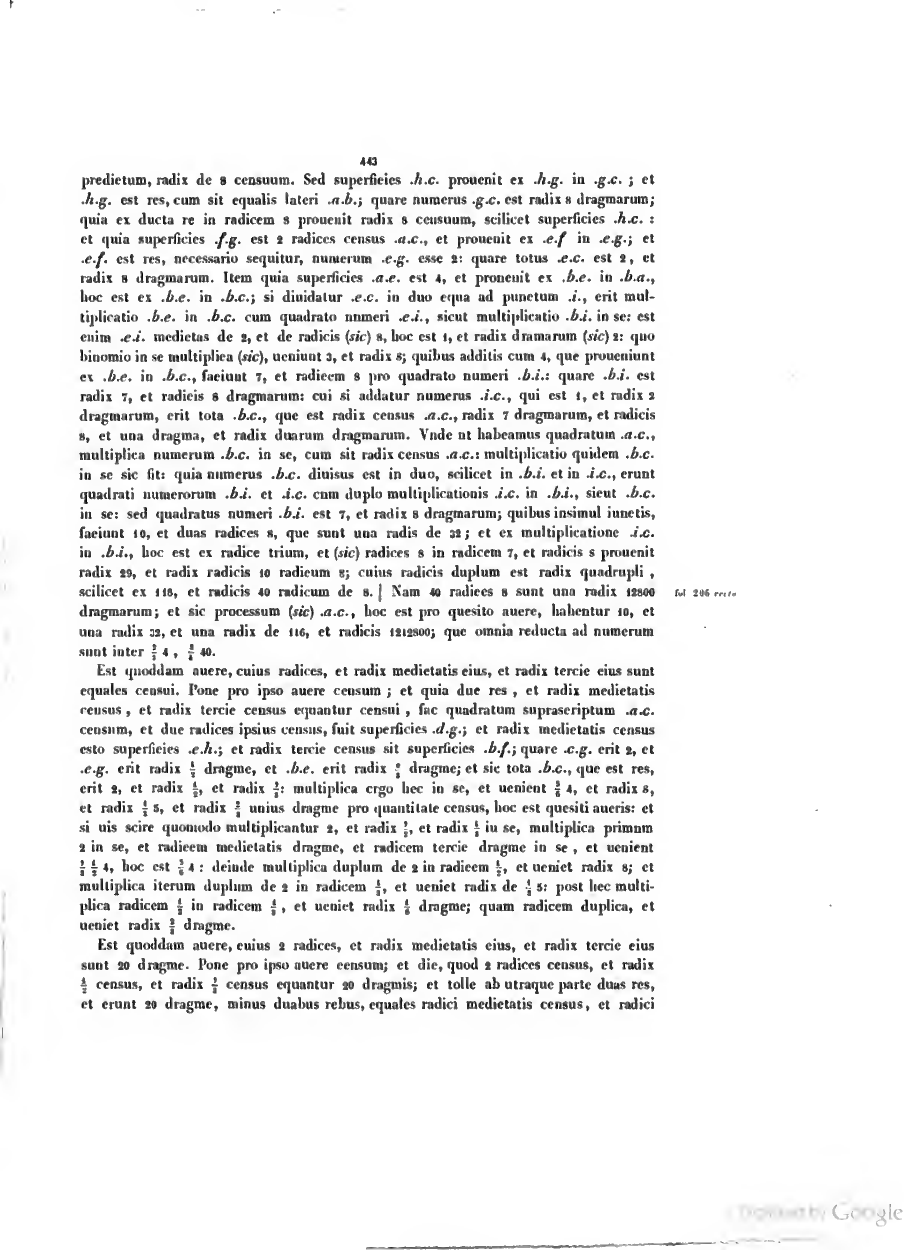 443
predictum, radix de 8 censuum. Sed superficies .h.c. prouenit ex .h.g. in .g.c. ; et
.h.g. est res, cum sit equalis lateri .a.b.; quare numerus .g.c. est radix 8 dragmarum;
quia ex ducta re in radicem 8 prouenit radix 8 censuum, scilicet superficies .h.c. :
et quia superficies .f.g. est 2 radices census .a.c., et prouenit ex .e.f in .e.g.; et
.e.f. est res, necessario sequitur, numerum .e.g. esse 2: quare totus .e.c. est 2, et
radix 8 dragmarum. Item quia superficies .a.e. est 4, et prouenit ex .b.e. in .b.a.,
hoc est ex .b.e. in .b.c.; si diuidatur .e.c. in duo equa ad punctum .i., erit mul-
tiplicatio .b.e. in .b.c. cum quadrato numeri .e.i., sicut multiplicatio .b.i. in se: est
enim .e.i. medietas de 2, et de radicis (sic) 8, hoc est 1, et radix dramarum (sic) 2: quo
binomio in se multiplica (sic), ueniunt 3, et radix 8; quibus additis cum 4, que proueniunt
ex .b.e. in .b.c., faciunt 7, et radicem 8 pro quadrato numeri .b.i.: quare .b.i. est
radix 7, et radicis 8 dragmarum: cui si addatur numerus .i.c., qui est 1, et radix 2
dragmarum, erit tota .b.c., que est radix census .a.c., radix 7 dragmarum, et radicis
8, et una dragma, et radix duarum dragmarum. Vnde ut habeamus quadratum .a.c.,
multiplica numerum .b.c. in se, cum sit radix census .a.c.: multiplicatio quidem .b.c.
in se sic fit: quia numerus .b.c. diuisus est in duo, scilicet in .b.i. et in .i.c., erunt
quadrati numerorum .b.i. et .i.c. cum duplo multiplicationis .i.c. in .b.i., sicut .b.c.
in se: sed quadratus numeri .b.i. est 7, et radix 8 dragmarum; quibus insimul iunctis,
faciunt 10, et duas radices 8, que sunt una radis de 32; et ex multiplicatione .i.c.
in .b.i., hoc est ex radice trium, et (sic) radices 8 in radicem 7, et radicis 8 prouenit
radix 29, et radix radicis 10 radicum 8; cuius radicis duplum est radix quadrupli ,
scilicet ex 116, et radicis 40 radicum de 8. | Nam 40 radices 8 sunt una radix 12800 fol 206 recto
dragmarum; et sic processum (sic) .a.c., hoc est pro quesito auere, habentur 10, et
una radix 32, et una radix de 116, et radicis 1212800; que omnia reducta ad numerum
sunt inter 4 , 40.
Est quoddam auere, cuius radices, et radix medietatis eius, et radix tercie eius sunt
equales censui. Pone pro ipso auere censum ; et quia due res , et radix medietatis
census , et radix tercie census equantur censui , fac quadratum suprascriptum .a.c.
censum, et due radices ipsius census, fuit superficies .d.g.; et radix medietatis census
esto superficies .e.h.; et radix tercie census sit superficies .b.f.; quare .c.g. erit 2, et
.e.g. erit radix 1/2 dragme, et .b.e. erit radix 1/3 dragme; et sic tota .b.c., que est res,
erit 2, et radix 1/2, et radix 1/3: multiplica ergo hec in se, et uenient 5/6 4, et radix 8,
et radix 1/3 5, et radix 2/3 unius dragme pro quantitate census, hoc est quesiti aueris: et
si uis scire quomodo multiplicantur 2, et radix 1/2, et radix 1/3 in se, multiplica primum
2 in se, et radicem medietatis dragme, et radicem tercie dragme in se , et uenient
1/3 1/2 4, hoc est 5/6 4 : deinde multiplica duplum de 2 in radicem 1/2, et ueniet radix 8; et
multiplica iterum duplum de 2 in radicem 1/3, et ueniet radix de 1/3 5: post hec multi-
plica radicem 1/2 in radicem 1/3 , et ueniet radix 1/6 dragme; quam radicem duplica, et
ueniet radix 2/3 dragme.
Est quoddam auere, cuius 2 radices, et radix medietatis eius, et radix tercie eius
sunt 20 dragme. Pone pro ipso auere censum; et dic, quod 2 radices census, et radix
1/2 census, et radix 1/3 census equantur 20 dragmis; et tolle ab utraque parte duas res,
et erunt 20 dragme, minus duabus rebus, equales radici medietatis census, et radici
Digitized by Google